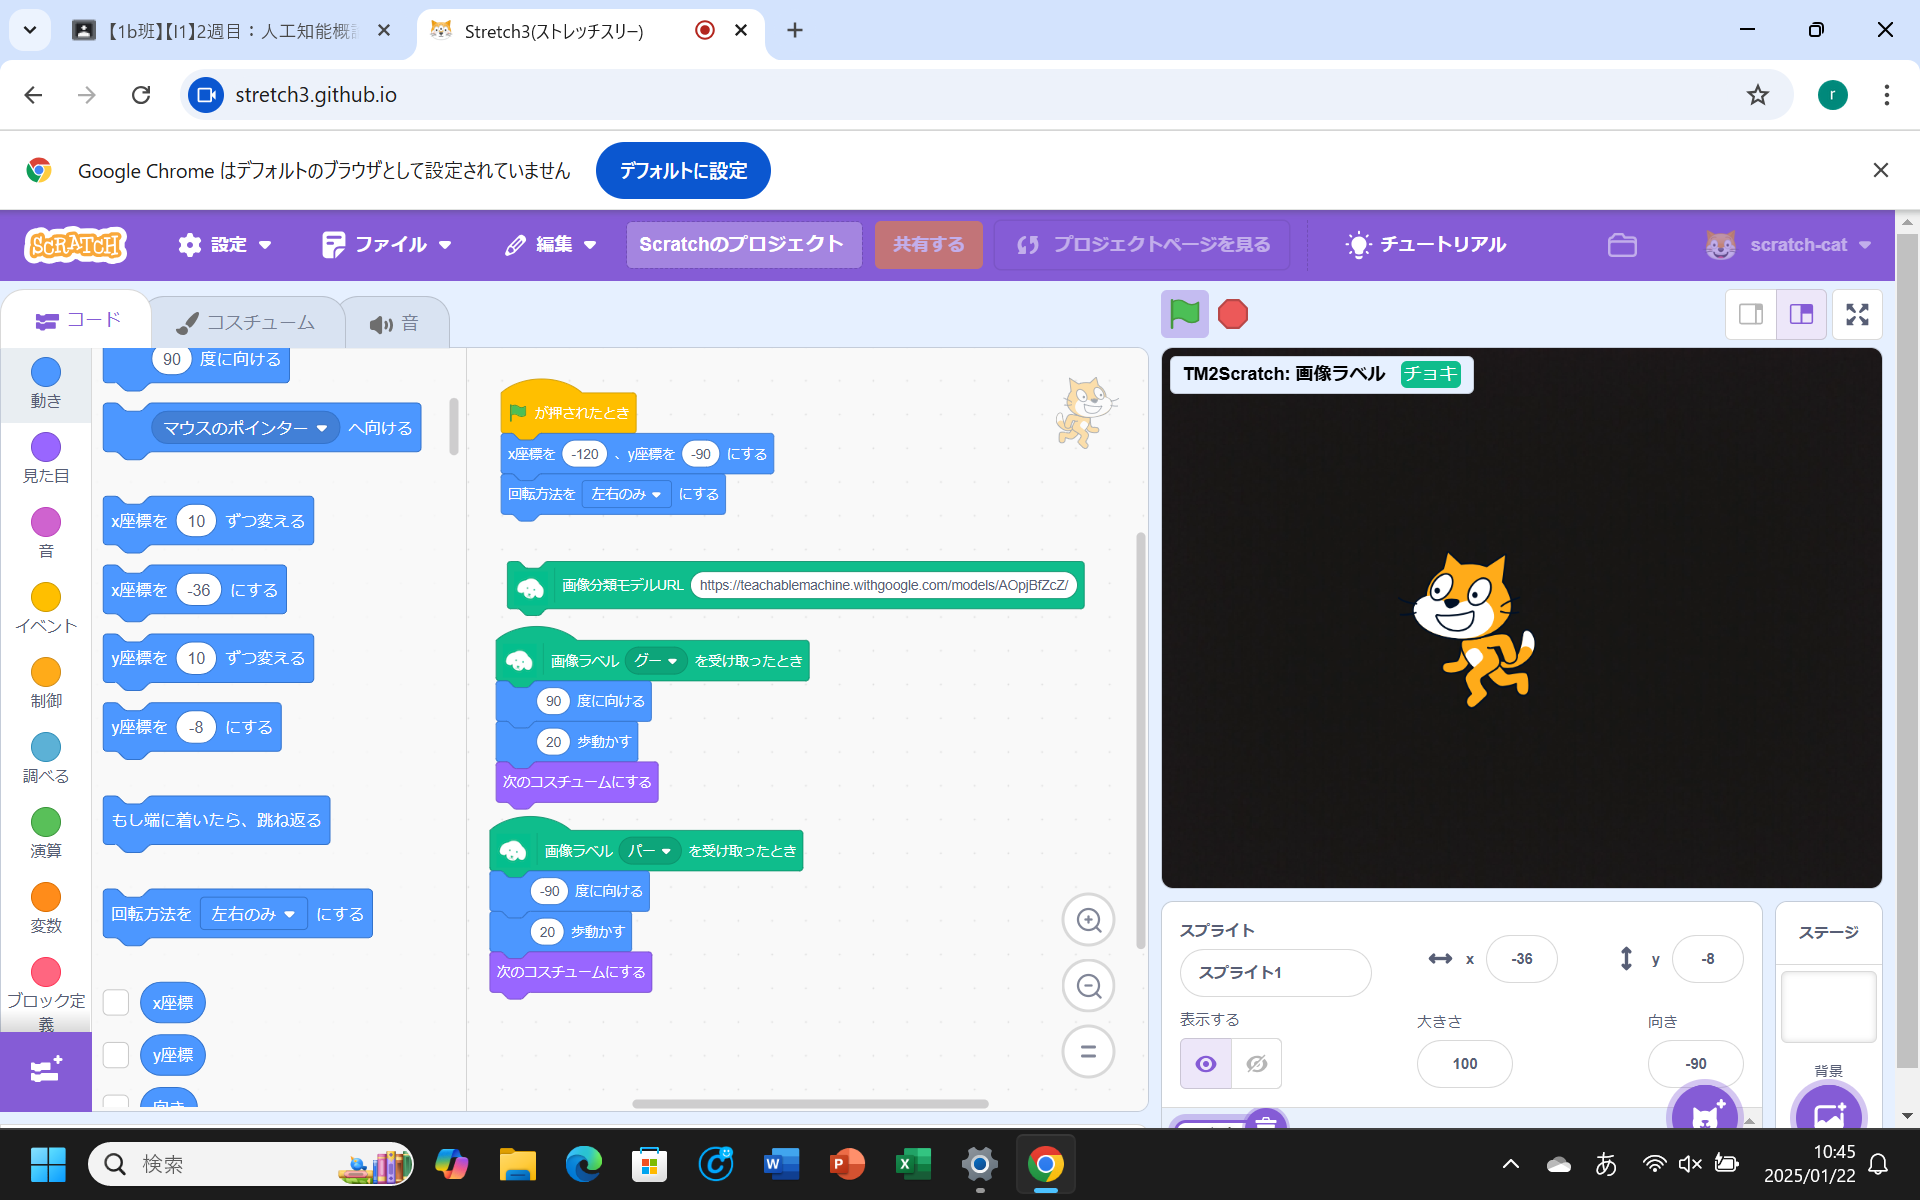 【1b班】【I1】2週目：人工知能概
Stretch3(ストレッチスリー)
stretch3.github.io
r
Google Chrome はデフォルトのブラウザとして設定されていません
デフォルトに設定
SCRATCH
設定
ファイル
編集
Scratchのプロジェクト
共有する
プロジェクトページを見る
チュートリアル
scratch-cat
コード
コスチューム
音
動き
見た目
音
イベント
制御
調べる
演算
変数
ブロック定
義
90 度に向ける
マウスのポインター へ向ける
x座標を 10 ずつ変える
x座標を -36 にする
y座標を 10 ずつ変える
y座標を -8 にする
もし端に着いたら、跳ね返る
回転方法を 左右のみ にする
x座標
y座標
向き
が押されたとき
x座標を -120 、y座標を -90 にする
回転方法を 左右のみ にする
画像分類モデルURL https://teachablemachine.withgoogle.com/models/AOpjBfZcZ/
画像ラベル グー を受け取ったとき
90 度に向ける
20 歩動かす
次のコスチュームにする
画像ラベル パー を受け取ったとき
-90 度に向ける
20 歩動かす
次のコスチュームにする
TM2Scratch: 画像ラベル チョキ
スプライト
スプライト1
x -36
y -8
表示する
大きさ
100
向き
-90
ステージ
背景
検索
あ
10:45
2025/01/22